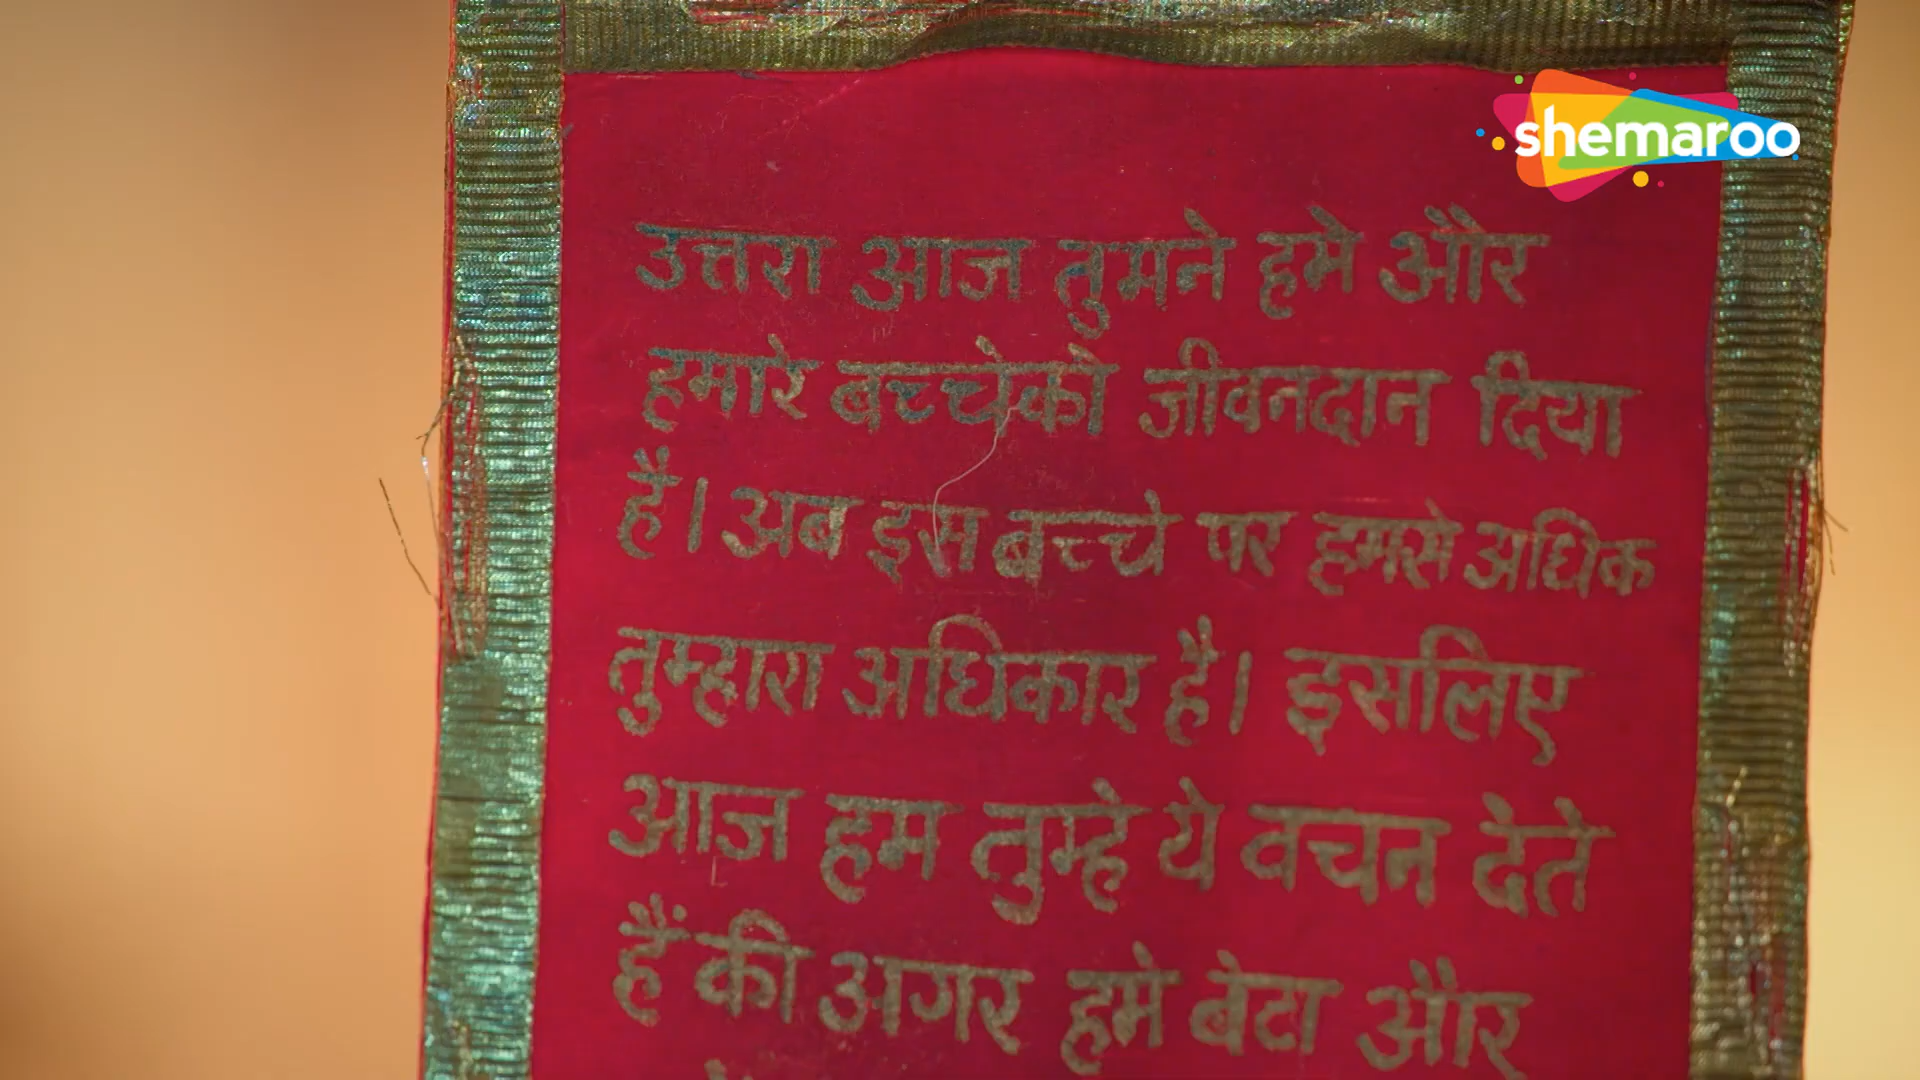 shemaroo
उत्तरा आज तुमने हमे और
हमारे बच्चेको जीवनदान दिया
है। अब इस बच्चे पर हमसे अधिक
तुम्हारा अधिकार है। इसलिए
आज हम तुम्हे ये वचन देते
हैं की अगर हमे बेटा और